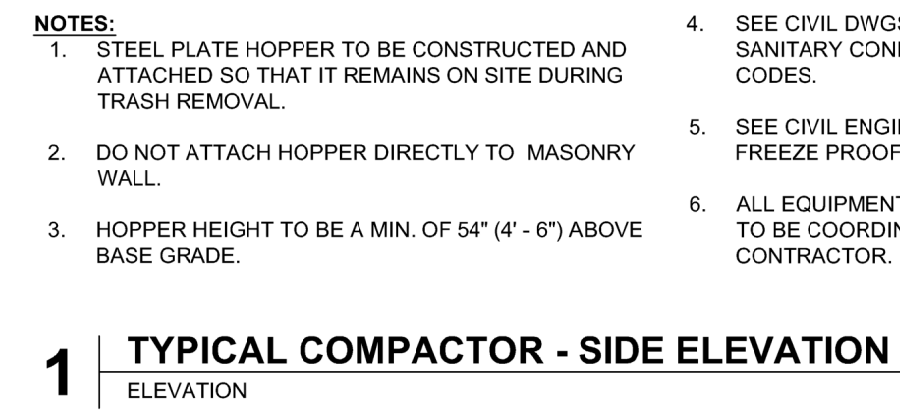 NOTES:
1. STEEL PLATE HOPPER TO BE CONSTRUCTED AND
ATTACHED SO THAT IT REMAINS ON SITE DURING
TRASH REMOVAL.
2. DO NOT ATTACH HOPPER DIRECTLY TO MASONRY
WALL.
3. HOPPER HEIGHT TO BE A MIN. OF 54" (4' - 6") ABOVE
BASE GRADE.
4. SEE CIVIL DWGS
SANITARY
CODES.
5. SEE CIVIL
FREEZE PROOF
6. ALL EQUIPMENT
TO BE
CONTRACTOR.
1 TYPICAL COMPACTOR - SIDE ELEVATION
ELEVATION